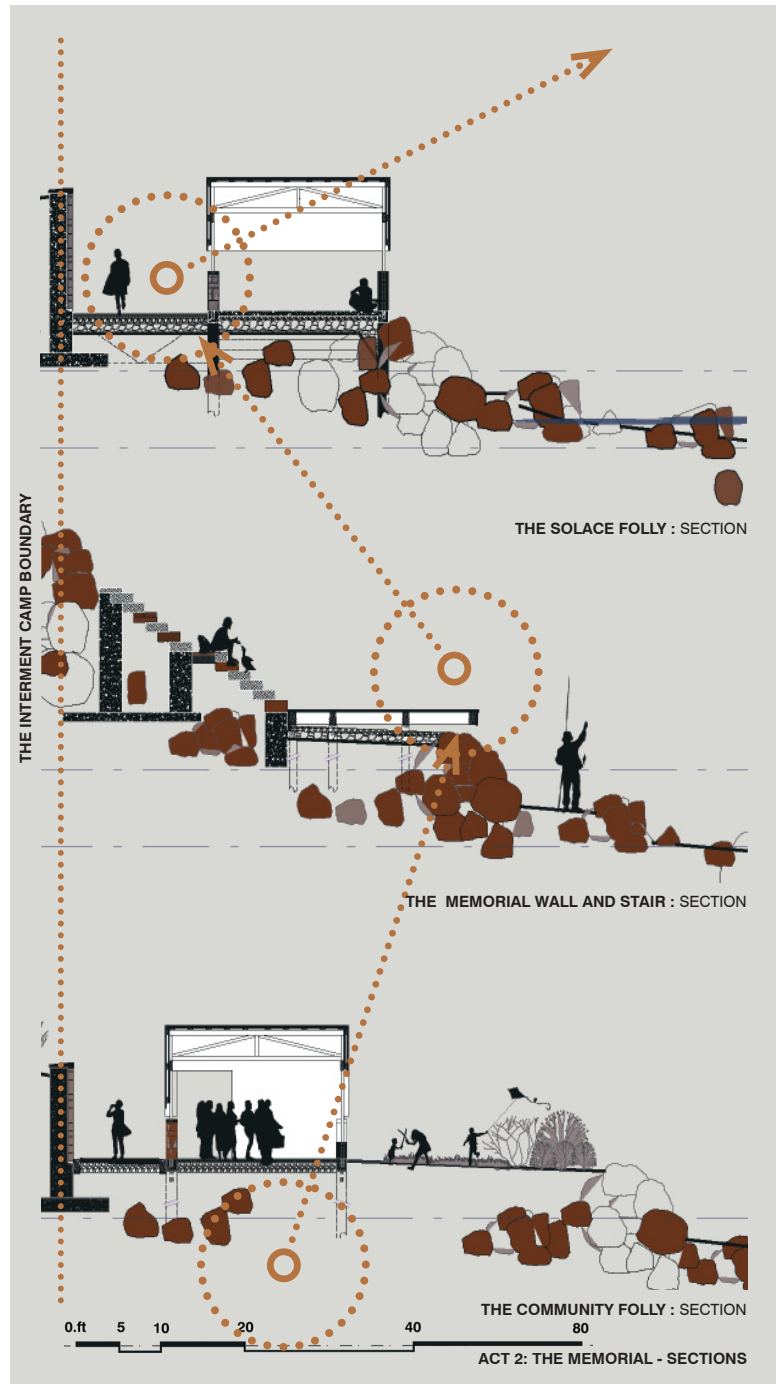 THE SOLACE FOLLY : SECTION
THE INTERMENT CAMP BOUNDARY
THE MEMORIAL WALL AND STAIR : SECTION
THE COMMUNITY FOLLY : SECTION
0.ft 5 10 20 40 80
ACT 2: THE MEMORIAL - SECTIONS